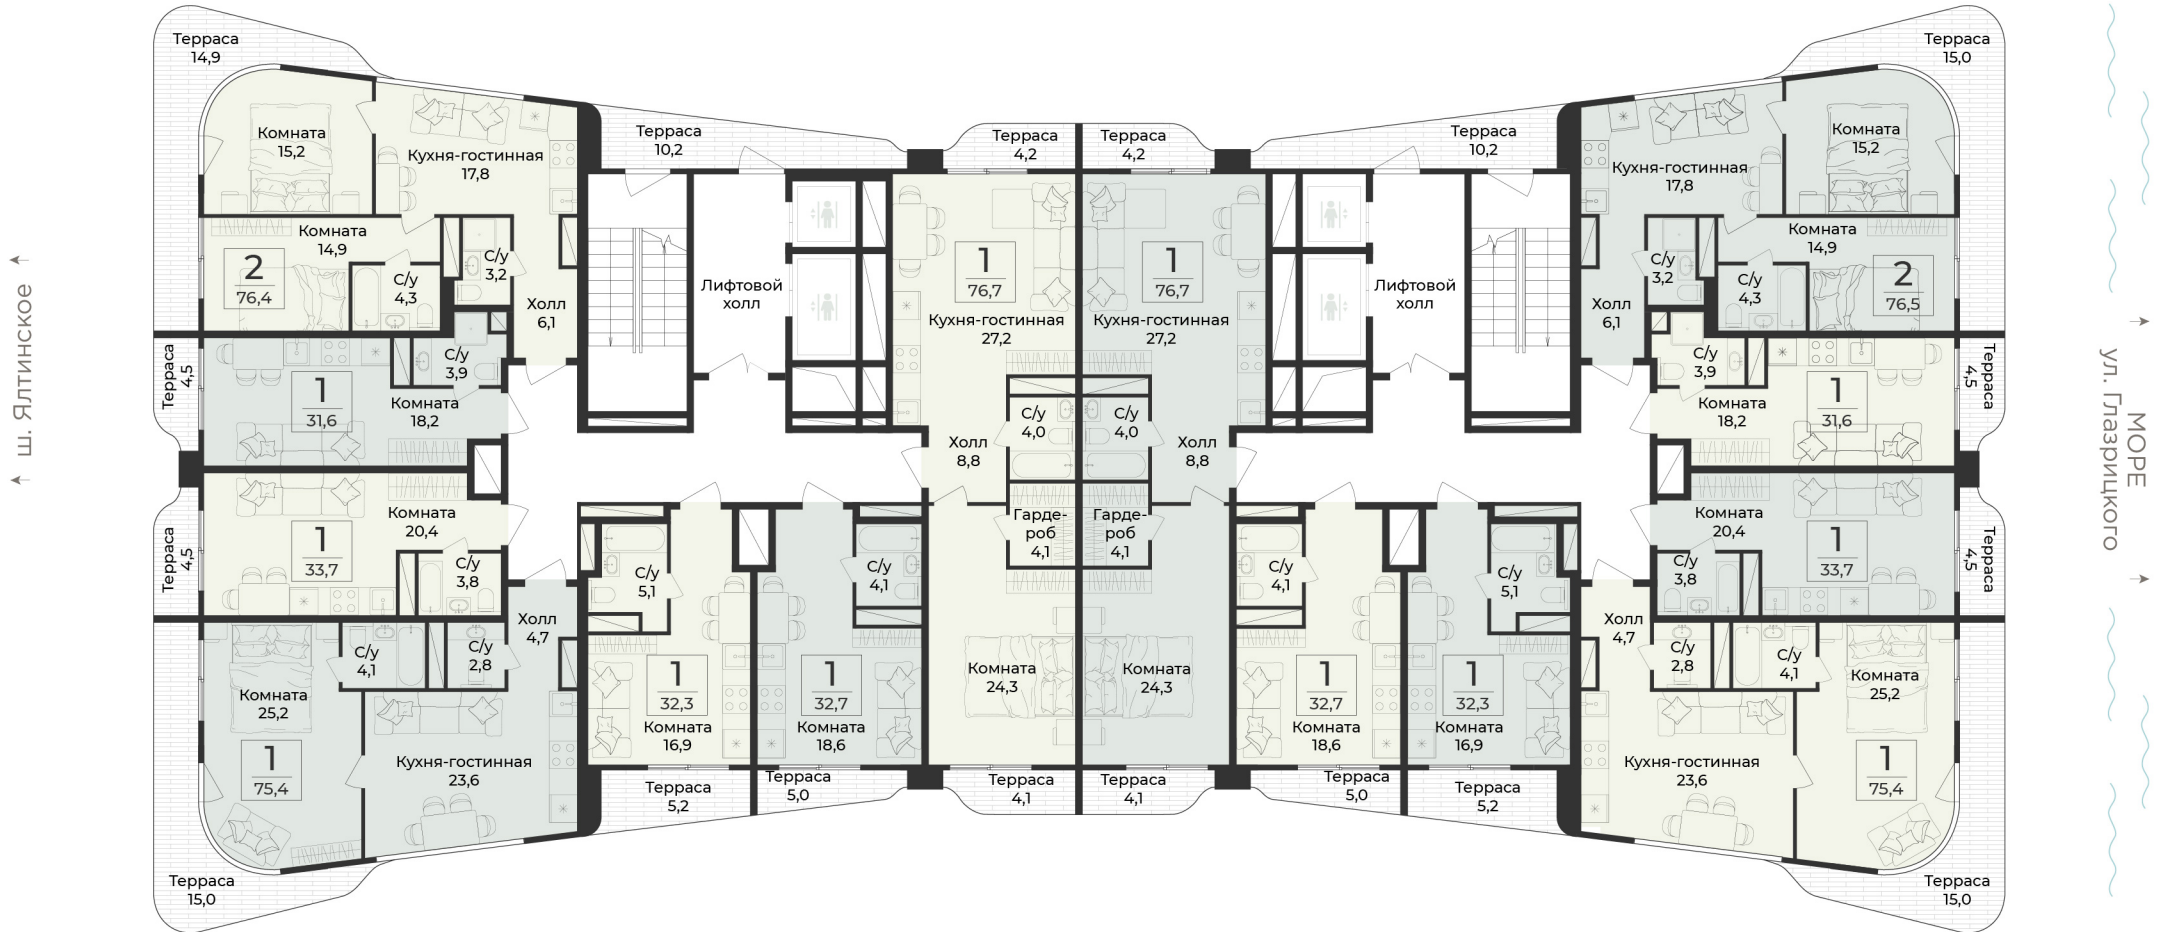 Терраса
14,9
Комната
15,2
Кухня-гостинная
17,8
Комната
14,9
2
76,4
С/у
4,3
С/у
3,2
Холл
6,1
Терраса
10,2
Лифтовой
холл
Терраса
4,2
1
76,7
Кухня-гостинная
27,2
С/у
4,0
Холл
8,8
Гарде-
роб
4,1
Комната
24,3
Терраса
4,1
Терраса
4,2
1
76,7
Кухня-гостинная
27,2
С/у
4,0
Холл
8,8
Гарде-
роб
4,1
Комната
24,3
Терраса
4,1
Терраса
10,2
Лифтовой
холл
Терраса
15,0
Комната
15,2
Кухня-гостинная
17,8
Комната
14,9
2
76,5
С/у
3,2
С/у
4,3
Холл
6,1
ш. Ялтинское
Терраса
4,5
1
31,6
С/у
3,9
Комната
18,2
Терраса
4,5
1
33,7
Комната
20,4
С/у
3,8
Холл
4,7
С/у
4,1
С/у
2,8
Комната
25,2
1
75,4
Кухня-гостинная
23,6
Терраса
15,0
С/у
5,1
1
32,3
Комната
16,9
Терраса
5,2
С/у
4,1
1
32,7
Комната
18,6
Терраса
5,0
С/у
4,1
1
32,7
Комната
18,6
Терраса
5,0
С/у
5,1
1
32,3
Комната
16,9
Терраса
5,2
С/у
3,9
Комната
18,2
1
31,6
Терраса
4,5
Комната
20,4
1
33,7
С/у
3,8
Терраса
4,5
Холл
4,7
С/у
2,8
С/у
4,1
Комната
25,2
1
75,4
Кухня-гостинная
23,6
Терраса
15,0
МОРЕ
ул. Глазрицкого